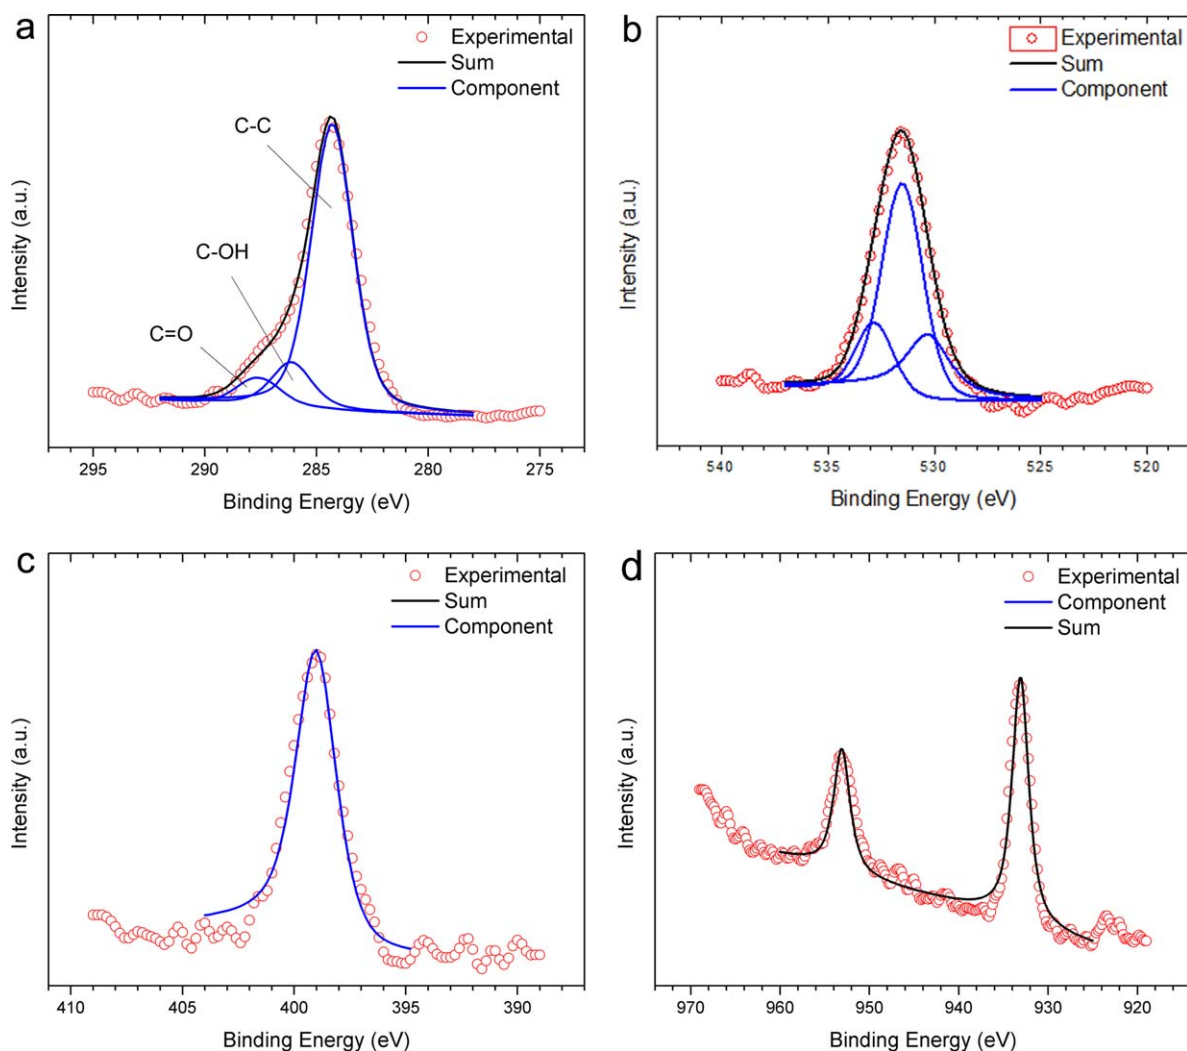 a
Experimental
Sum
Component
C-C
C-OH
C=O
Intensity (a.u.)
295 290 285 280 275
Binding Energy (eV)
b
Experimental
Sum
Component
Intensity (a.u.)
540 535 530 525 520
Binding Energy (eV)
c
Experimental
Sum
Component
Intensity (a.u.)
410 405 400 395 390
Binding Energy (eV)
d
Experimental
Component
Sum
Intensity (a.u.)
970 960 950 940 930 920
Binding Energy (eV)